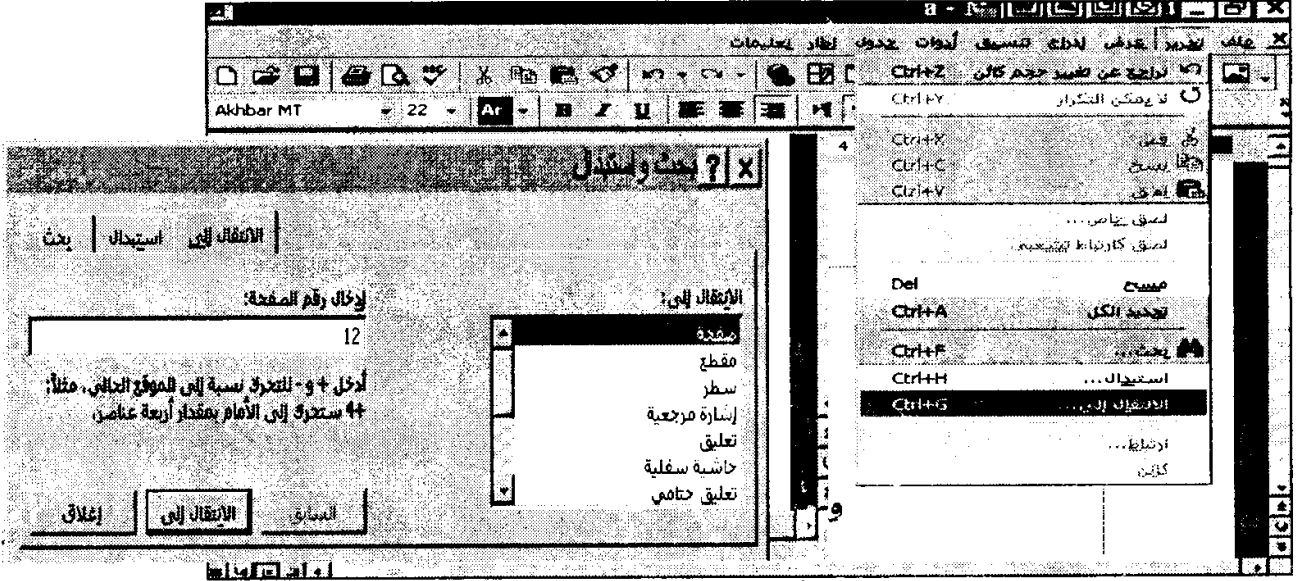 ملف تحرير عرض إدراج تنسيق أدوات جدول إطار تعليمات
تراجع عن تغيير حجم كائن Ctrl+Z
لا يمكن التكرار Ctrl+Y
قص Ctrl+X
نسخ Ctrl+C
لصق Ctrl+V
لصق خاص...
لصق كارتباط تشعبي
مسح Del
تحديد الكل Ctrl+A
بحث... Ctrl+F
استبدال... Ctrl+H
الانتقال إلى... Ctrl+G
ارتباط...
كائن
Akhbar MT 22
4
بحث واستبدال
بحث استبدال الانتقال إلى
الانتقال إلى:
صفحة
مقطع
سطر
إشارة مرجعية
تعليق
حاشية سفلية
تعليق ختامي
إدخال رقم الصفحة:
12
أدخل + و- للتحرك نسبة إلى الموقع الحالي. مثلاً:
+4 ستحرك إلى الأمام بمقدار أربعة عناصر.
السابق الانتقال إلى إغلاق